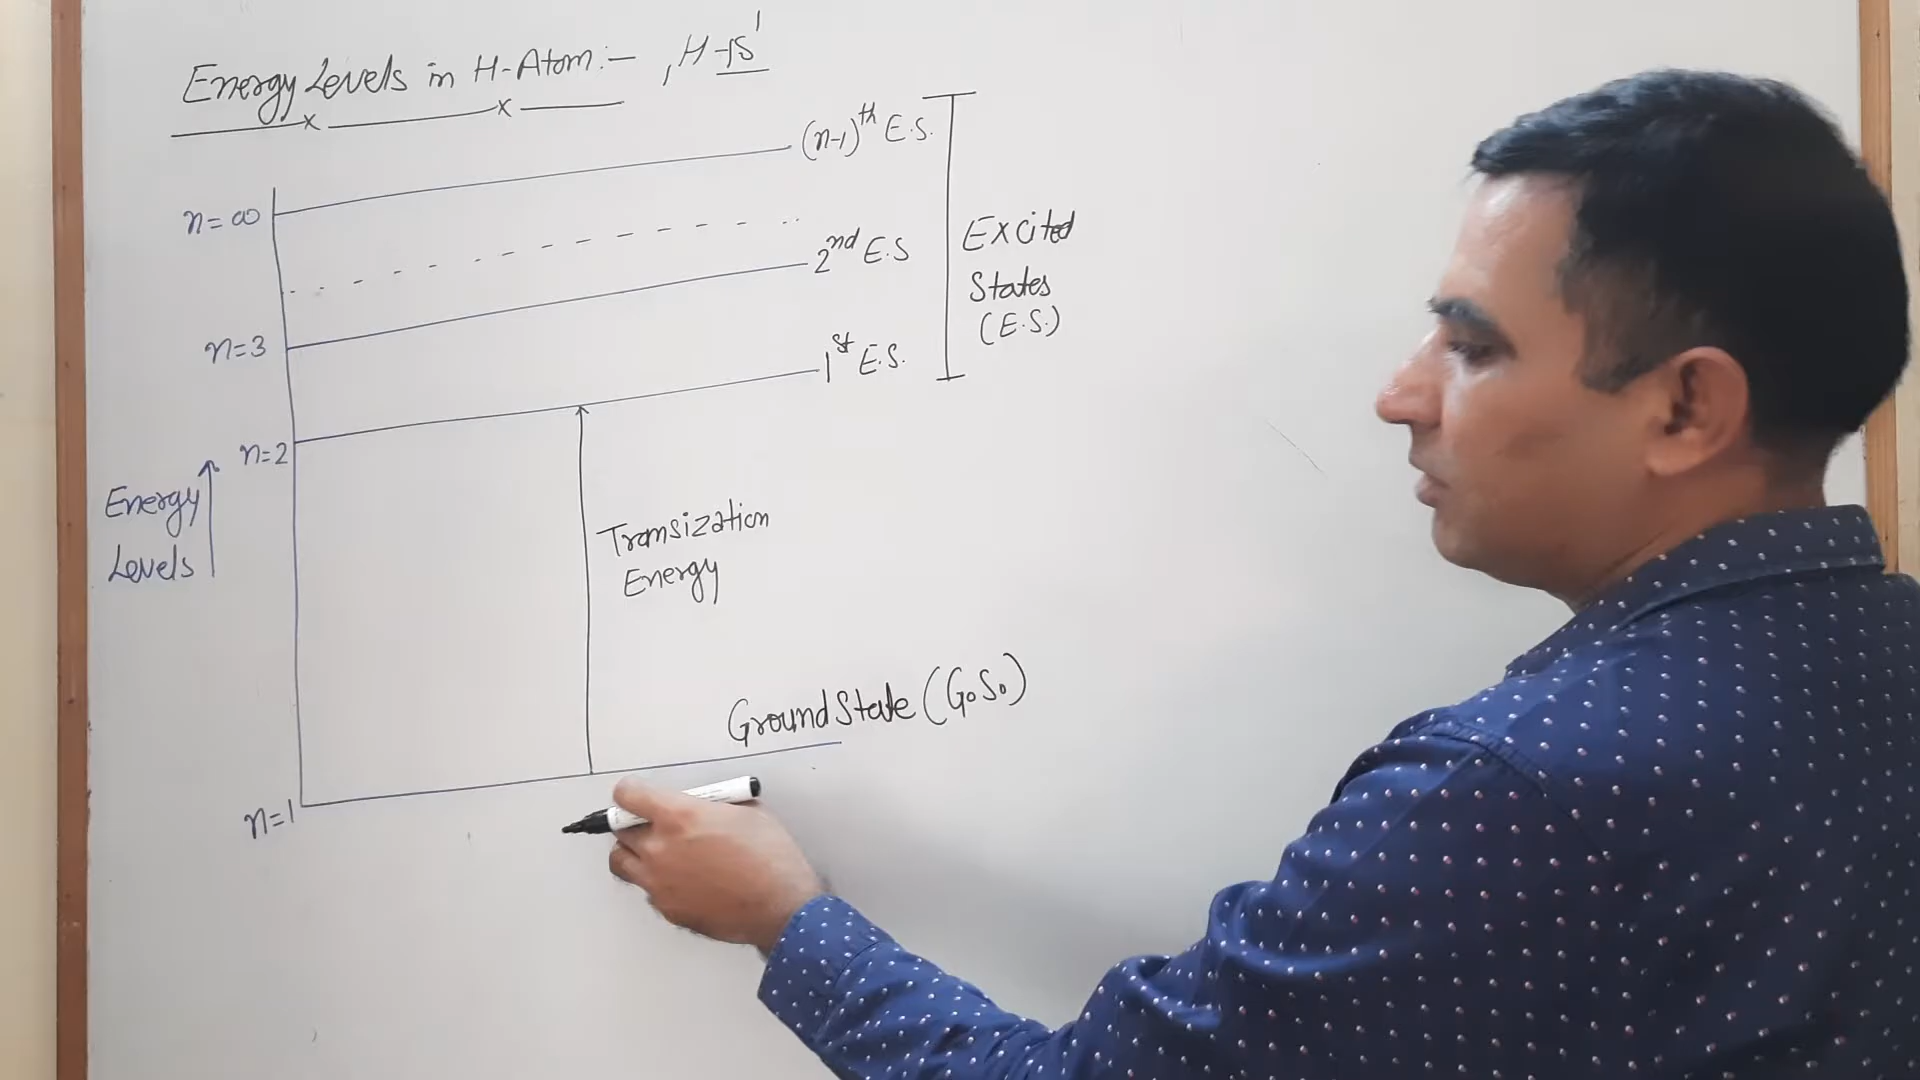 Energy Levels in H-Atom:- , H-1s¹
(n-1)th E.S.
n=∞
2nd E.S
Excited
States
(E.S.)
n=3
1st E.S.
n=2
Energy
Levels
Transization
Energy
Ground State (G.S.)
n=1